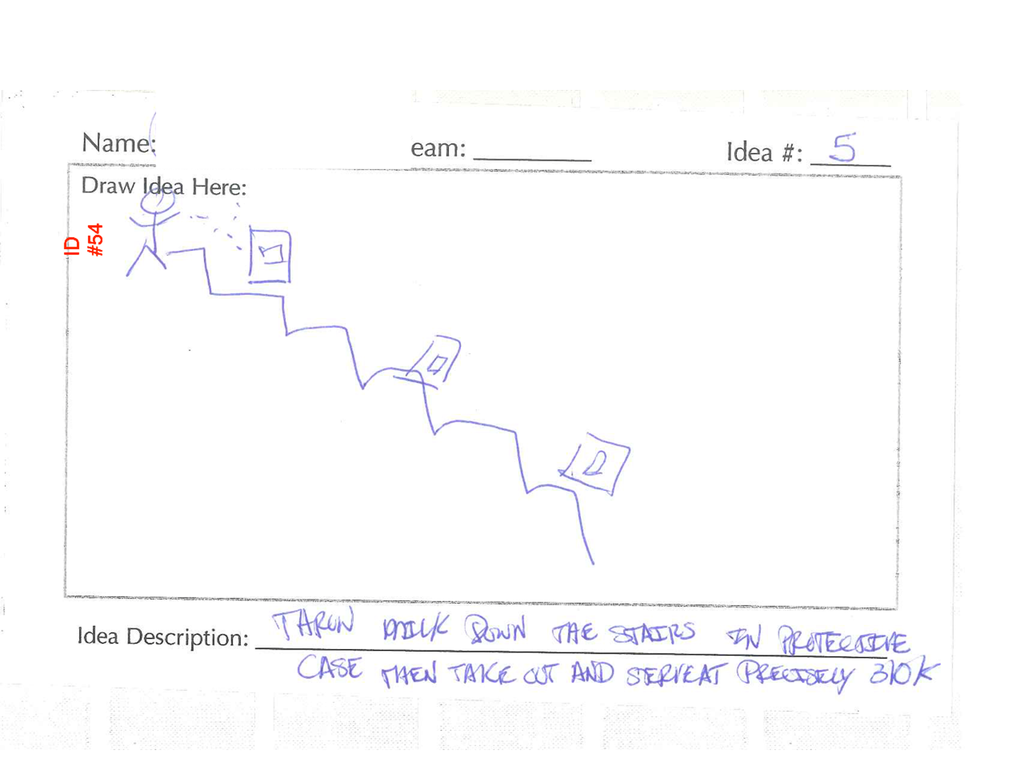 Name:
eam:
Idea #: 5
Draw Idea Here:
ID
#54
Idea Description: THROW MILK DOWN THE STAIRS IN PROTECTIVE
CASE THEN TAKE OUT AND SERVE AT PRECISELY 310K